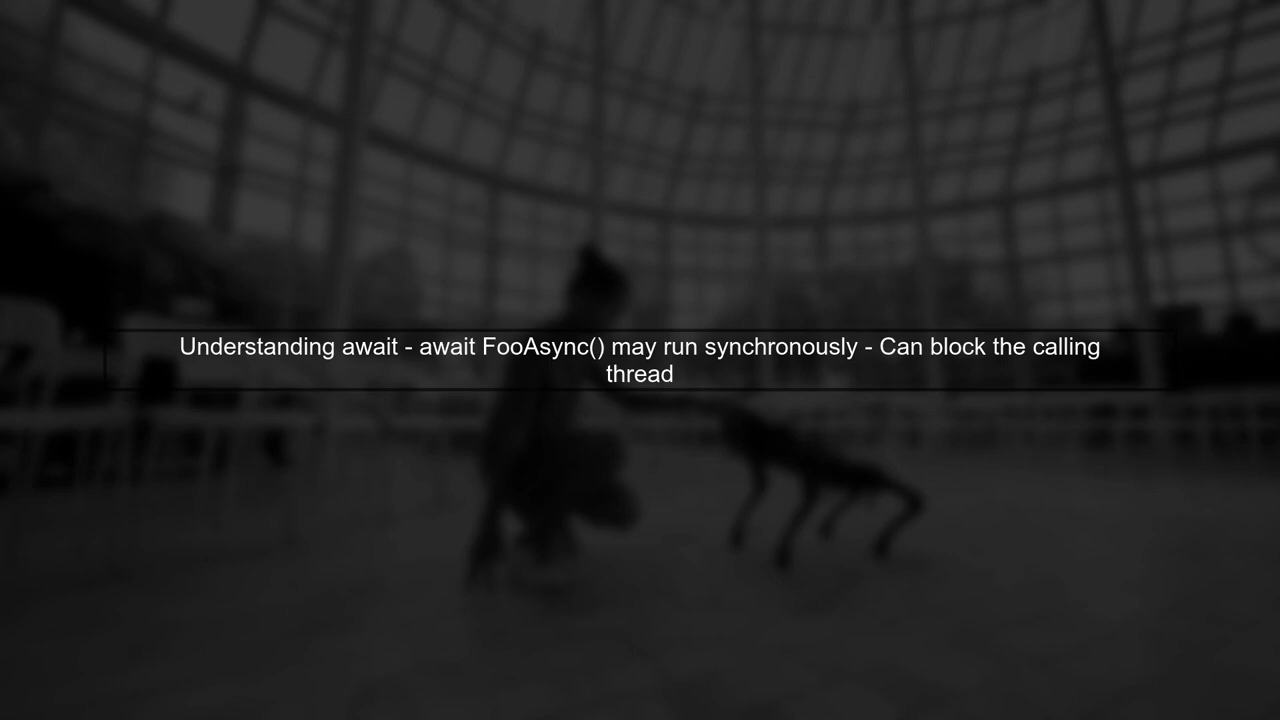 Understanding await - await FooAsync() may run synchronously - Can block the calling
thread